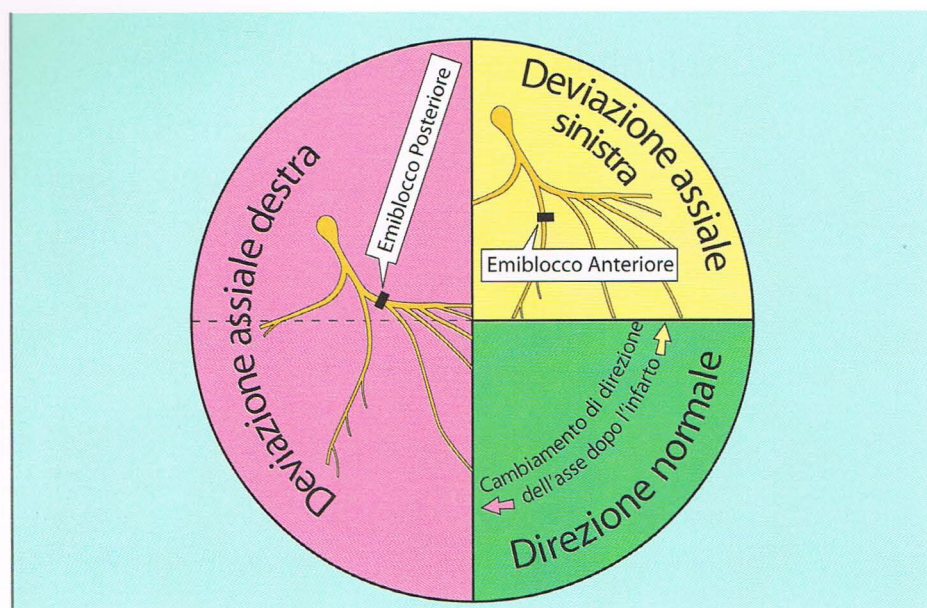 Deviazione assiale destra
Emiblocco Posteriore
Deviazione assiale
sinistra
Emiblocco Anteriore
Cambiamento di direzione
dell'asse dopo l'infarto
Direzione normale